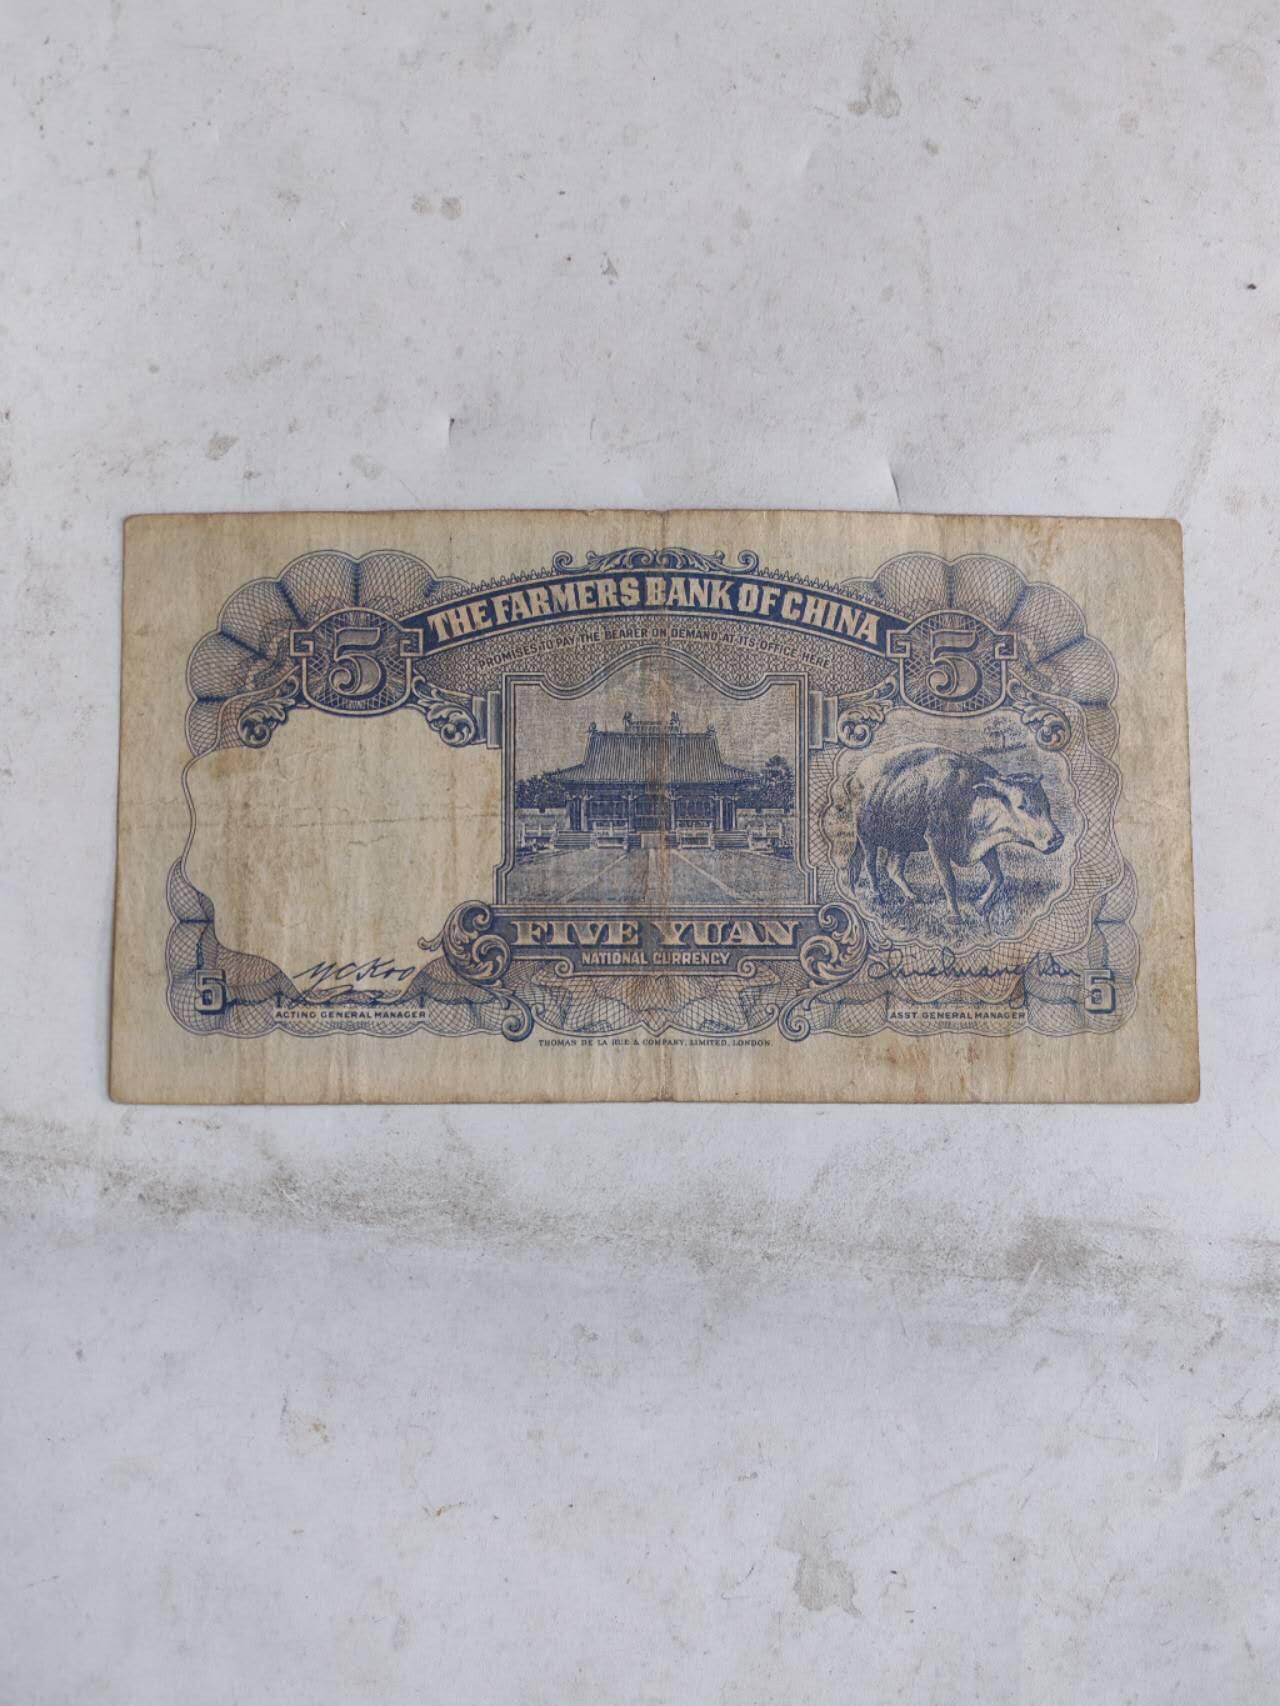 THE FARMERS BANK OF CHINA
PROMISES TO PAY THE BEARER ON DEMAND AT ITS OFFICE HERE
5 5
FIVE YUAN
NATIONAL CURRENCY
Y C Koo
5 5
ACTING GENERAL MANAGER ASST GENERAL MANAGER
THOMAS DE LA RUE & COMPANY, LIMITED, LONDON.